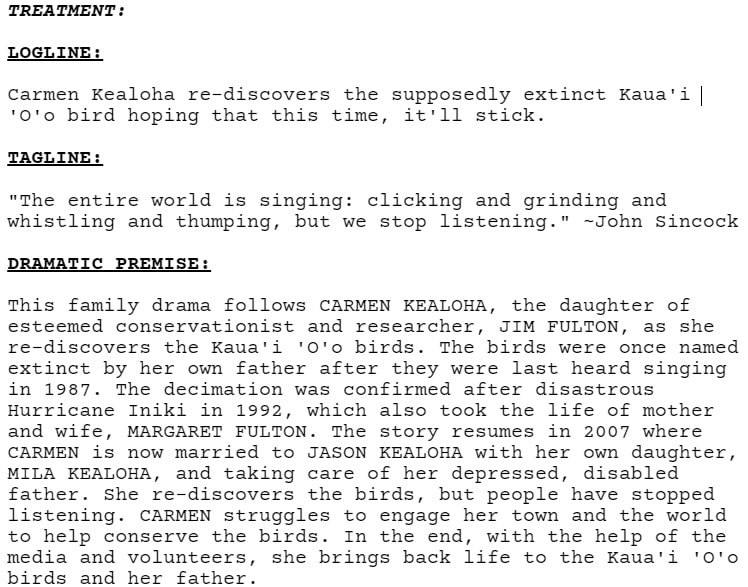 TREATMENT:
LOGLINE:
Carmen Kealoha re-discovers the supposedly extinct Kaua'i
'O'o bird hoping that this time, it'll stick.
TAGLINE:
"The entire world is singing: clicking and grinding and
whistling and thumping, but we stop listening." ~John Sincock
DRAMATIC PREMISE:
This family drama follows CARMEN KEALOHA, the daughter of
esteemed conservationist and researcher, JIM FULTON, as she
re-discovers the Kaua'i 'O'o birds. The birds were once named
extinct by her own father after they were last heard singing
in 1987. The decimation was confirmed after disastrous
Hurricane Iniki in 1992, which also took the life of mother
and wife, MARGARET FULTON. The story resumes in 2007 where
CARMEN is now married to JASON KEALOHA with her own daughter,
MILA KEALOHA, and taking care of her depressed, disabled
father. She re-discovers the birds, but people have stopped
listening. CARMEN struggles to engage her town and the world
to help conserve the birds. In the end, with the help of the
media and volunteers, she brings back life to the Kaua'i 'O'o
birds and her father.